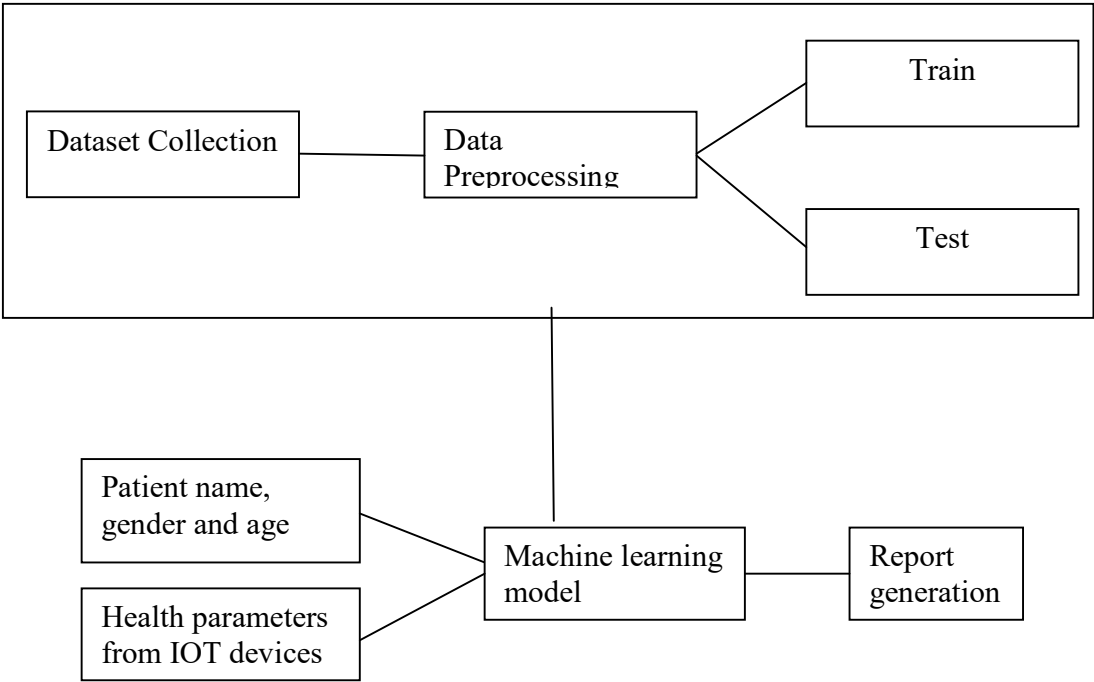 Train
Dataset Collection
Data
Preprocessing
Test
Patient name,
gender and age
Health parameters
from IOT devices
Machine learning
model
Report
generation